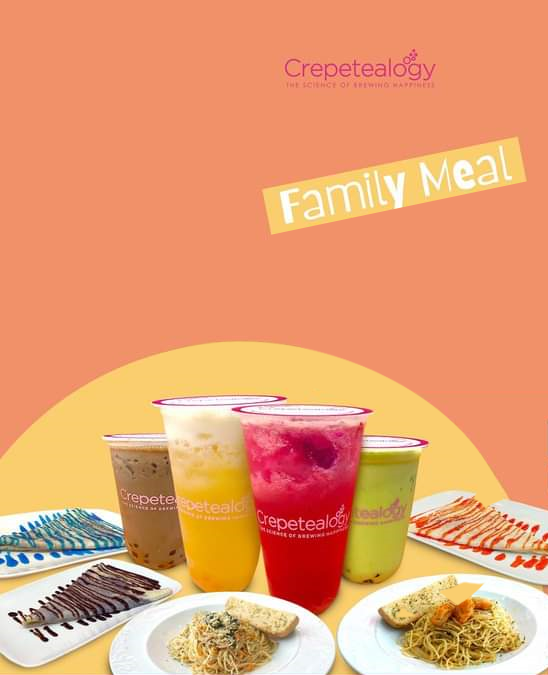 Crepetealogy
THE SCIENCE OF BREWING HAPPINESS
Family Meal
Crepetealogy
THE SCIENCE OF BREWING HAPPINESS